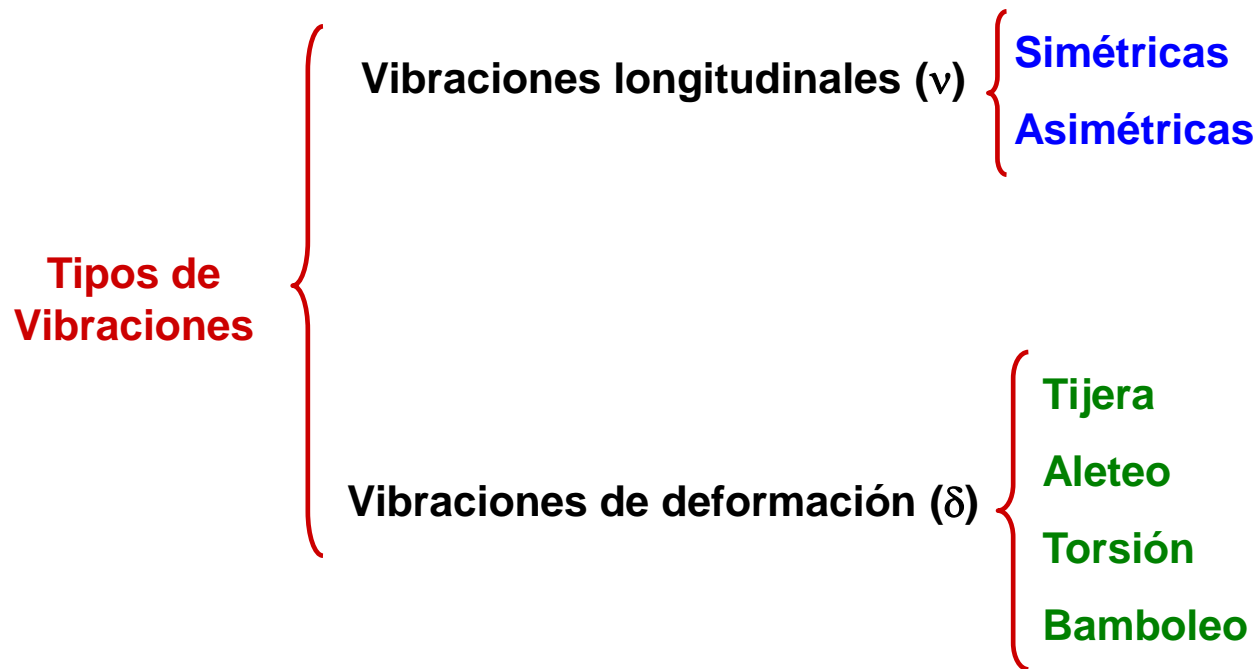 Tipos de
Vibraciones
Vibraciones longitudinales (ν)
Simétricas
Asimétricas
Vibraciones de deformación (δ)
Tijera
Aleteo
Torsión
Bamboleo